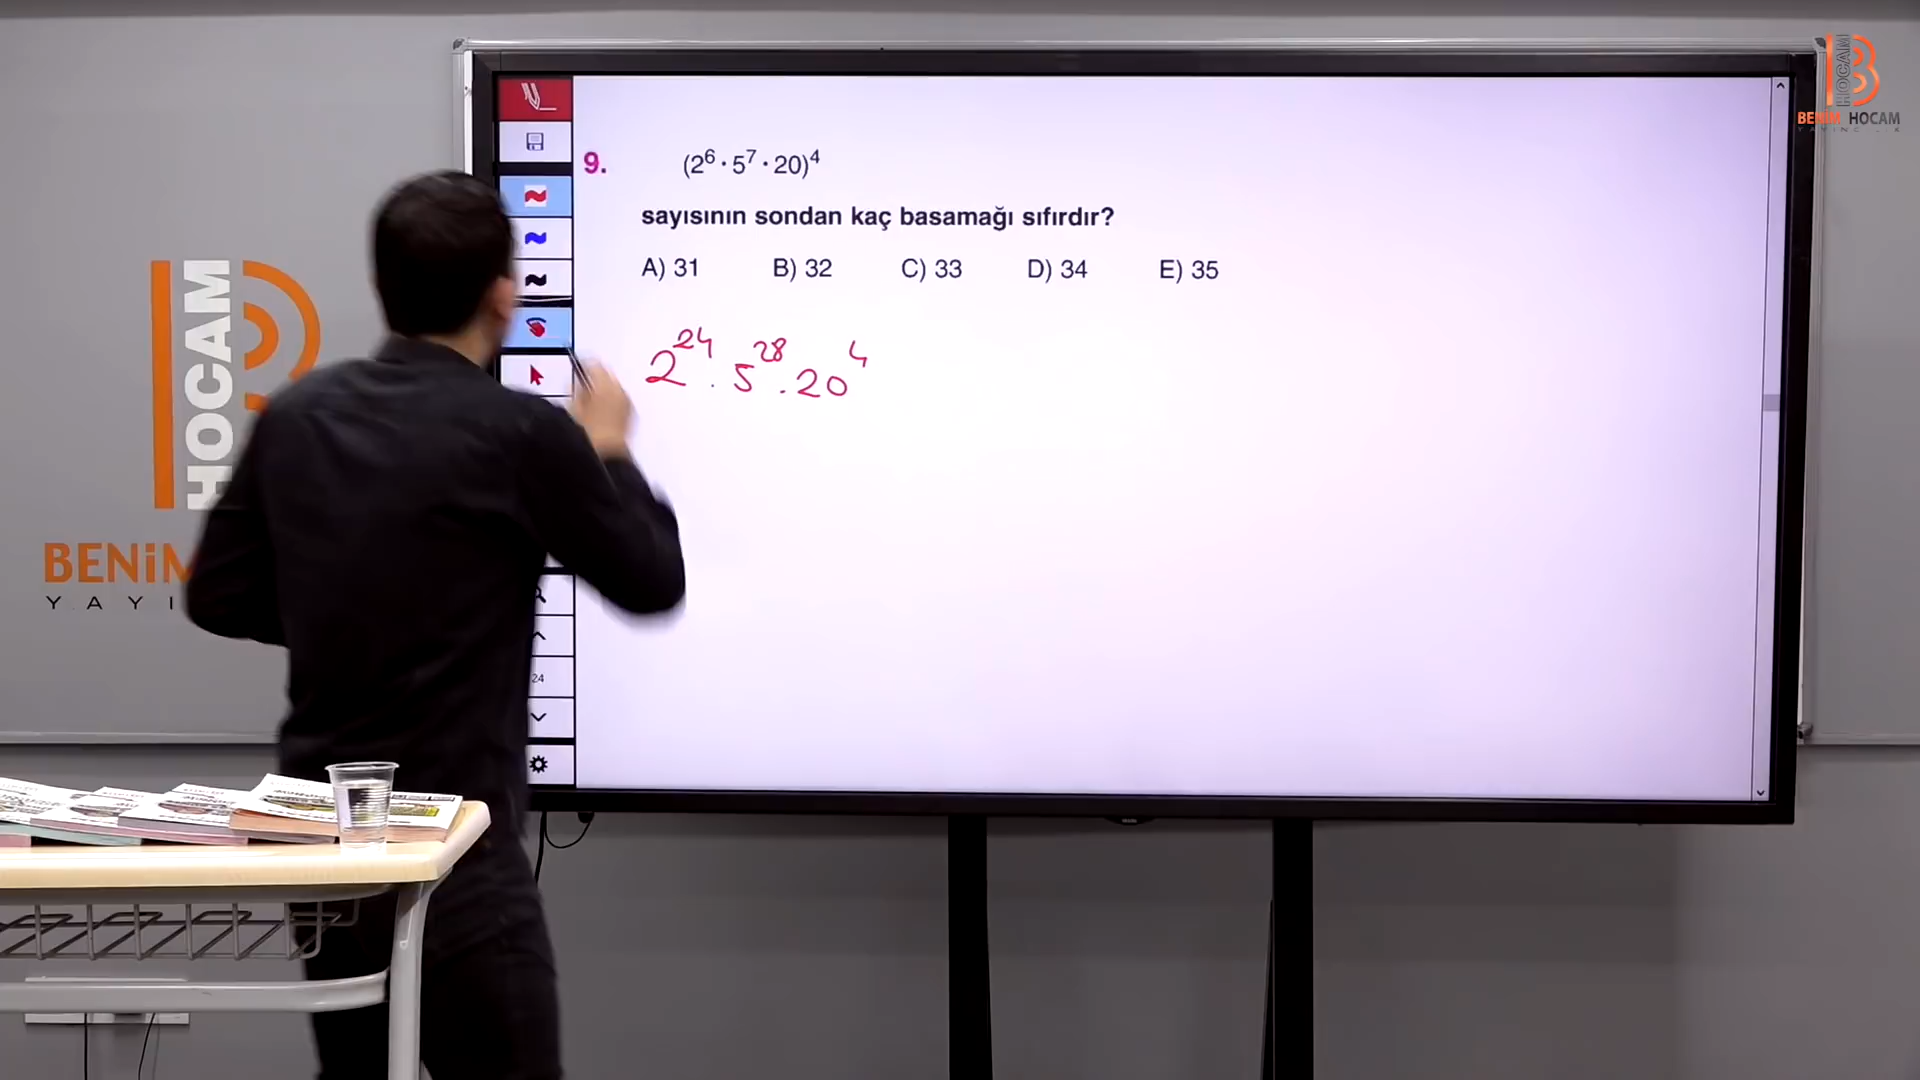 BENİM HOCAM
9. (2⁶ · 5⁷ · 20)⁴
sayısının sondan kaç basamağı sıfırdır?
A) 31 B) 32 C) 33 D) 34 E) 35
2²⁴ . 5²⁸ . 20⁴
HOCAM
BENİM
YAYI
24